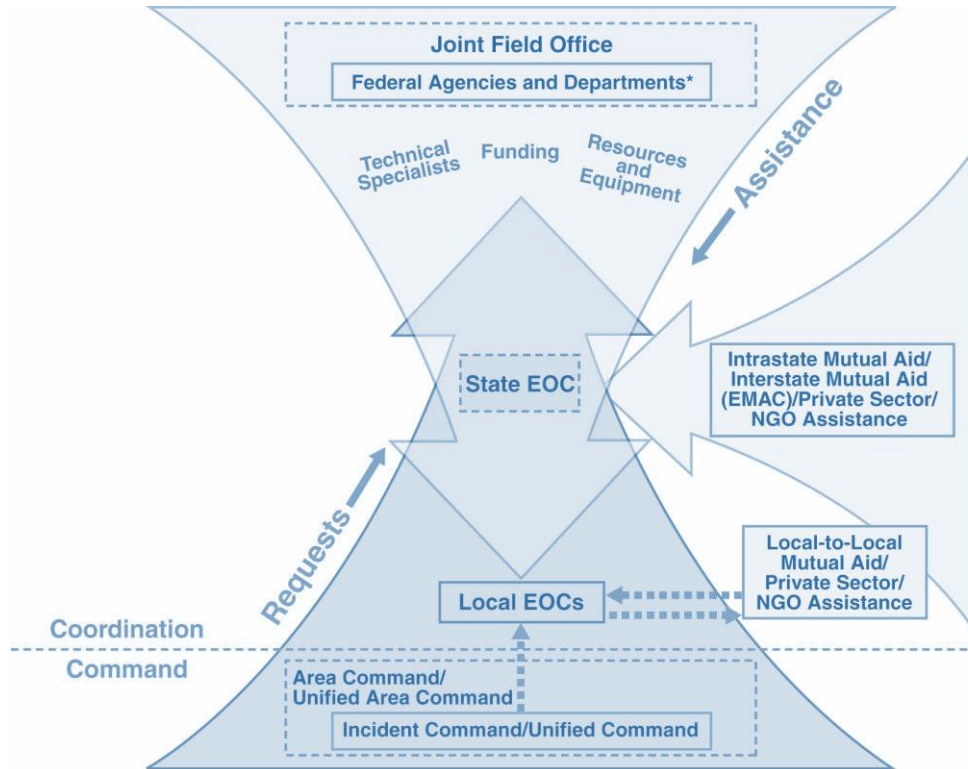 Joint Field Office
Federal Agencies and Departments*
Technical
Specialists
Funding
Resources
and
Equipment
Assistance
State EOC
Intrastate Mutual Aid/
Interstate Mutual Aid
(EMAC)/Private Sector/
NGO Assistance
Requests
Local-to-Local
Mutual Aid/
Private Sector/
NGO Assistance
Local EOCs
Coordination
Command
Area Command/
Unified Area Command
Incident Command/Unified Command